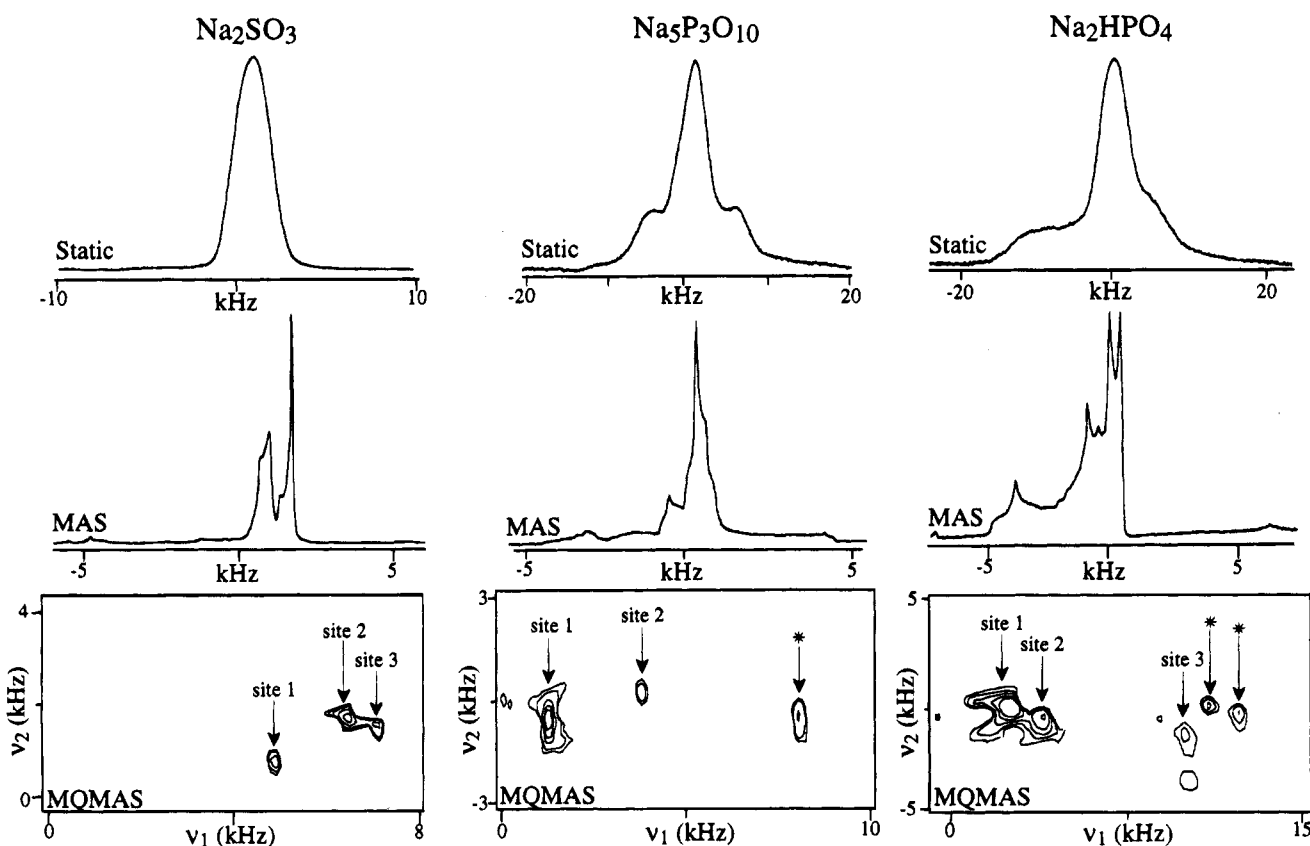 Na2SO3
Static
-10
kHz
10
MAS
-5
kHz
5
4
site 2
site 3
site 1
ν2 (kHz)
0
MQMAS
0
ν1 (kHz)
8
Na5P3O10
Static
-20
kHz
20
MAS
-5
kHz
5
3
site 1
site 2
*
ν2 (kHz)
-3
MQMAS
0
ν1 (kHz)
10
Na2HPO4
Static
-20
kHz
20
MAS
-5
kHz
5
5
site 1
site 2
site 3
*
*
ν2 (kHz)
-5
MQMAS
0
ν1 (kHz)
15